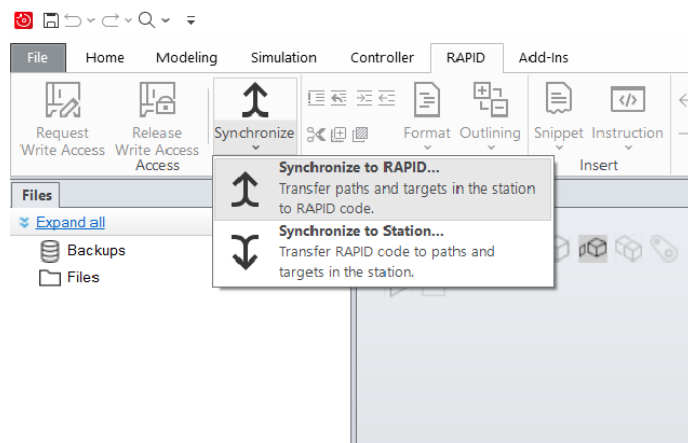 File Home Modeling Simulation Controller RAPID Add-Ins
Request Write Access
Release Write Access
Synchronize
Format Outlining
Snippet Instruction
Access
Insert
Synchronize to RAPID...
Transfer paths and targets in the station
to RAPID code.
Synchronize to Station...
Transfer RAPID code to paths and
targets in the station.
Files
Expand all
Backups
Files